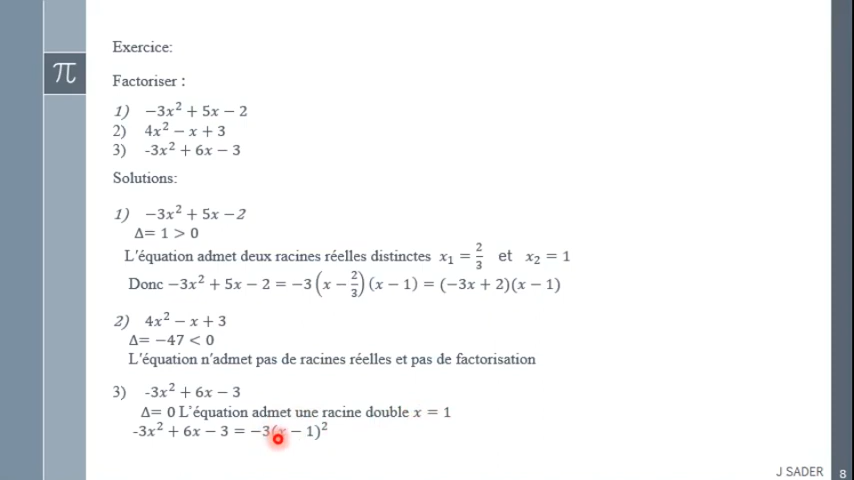 π
Exercice:
Factoriser :
1) −3x² + 5x − 2
2) 4x² − x + 3
3) -3x² + 6x − 3
Solutions:
1) −3x² + 5x −2
Δ= 1 > 0
L'équation admet deux racines réelles distinctes x₁ = 2/3 et x₂ = 1
Donc −3x² + 5x − 2 = −3(x − 2/3)(x − 1) = (−3x + 2)(x − 1)
2) 4x² − x + 3
Δ= −47 < 0
L'équation n'admet pas de racines réelles et pas de factorisation
3) -3x² + 6x − 3
Δ= 0 L'équation admet une racine double x = 1
-3x² + 6x − 3 = −3(x − 1)²
J SADER 8